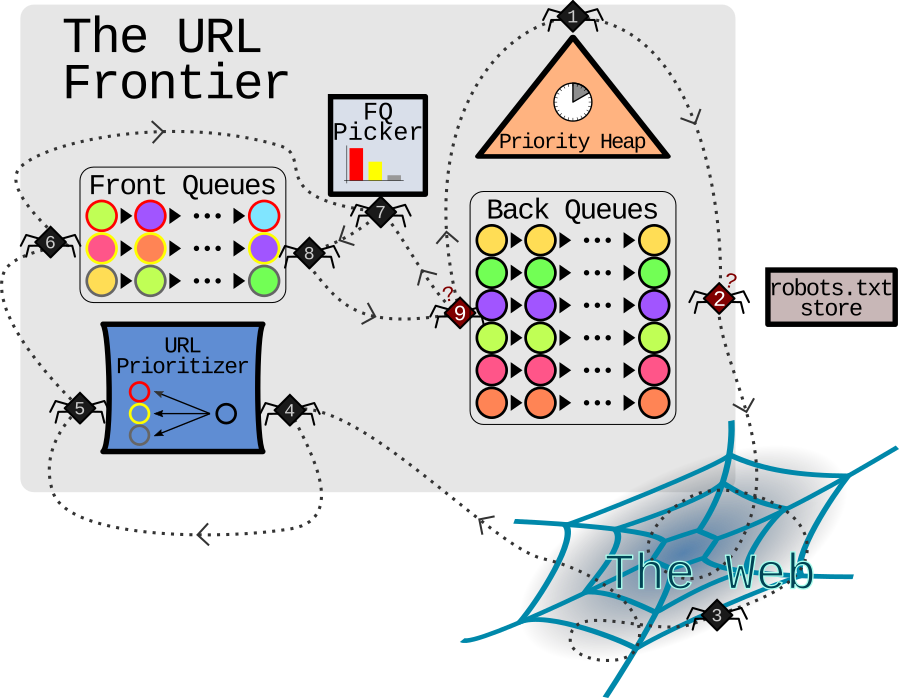 The URL
Frontier
1
FQ
Picker
Priority Heap
Front Queues
Back Queues
7
6
8
?
?
9
2
robots.txt
store
URL
Prioritizer
5
4
The Web
3